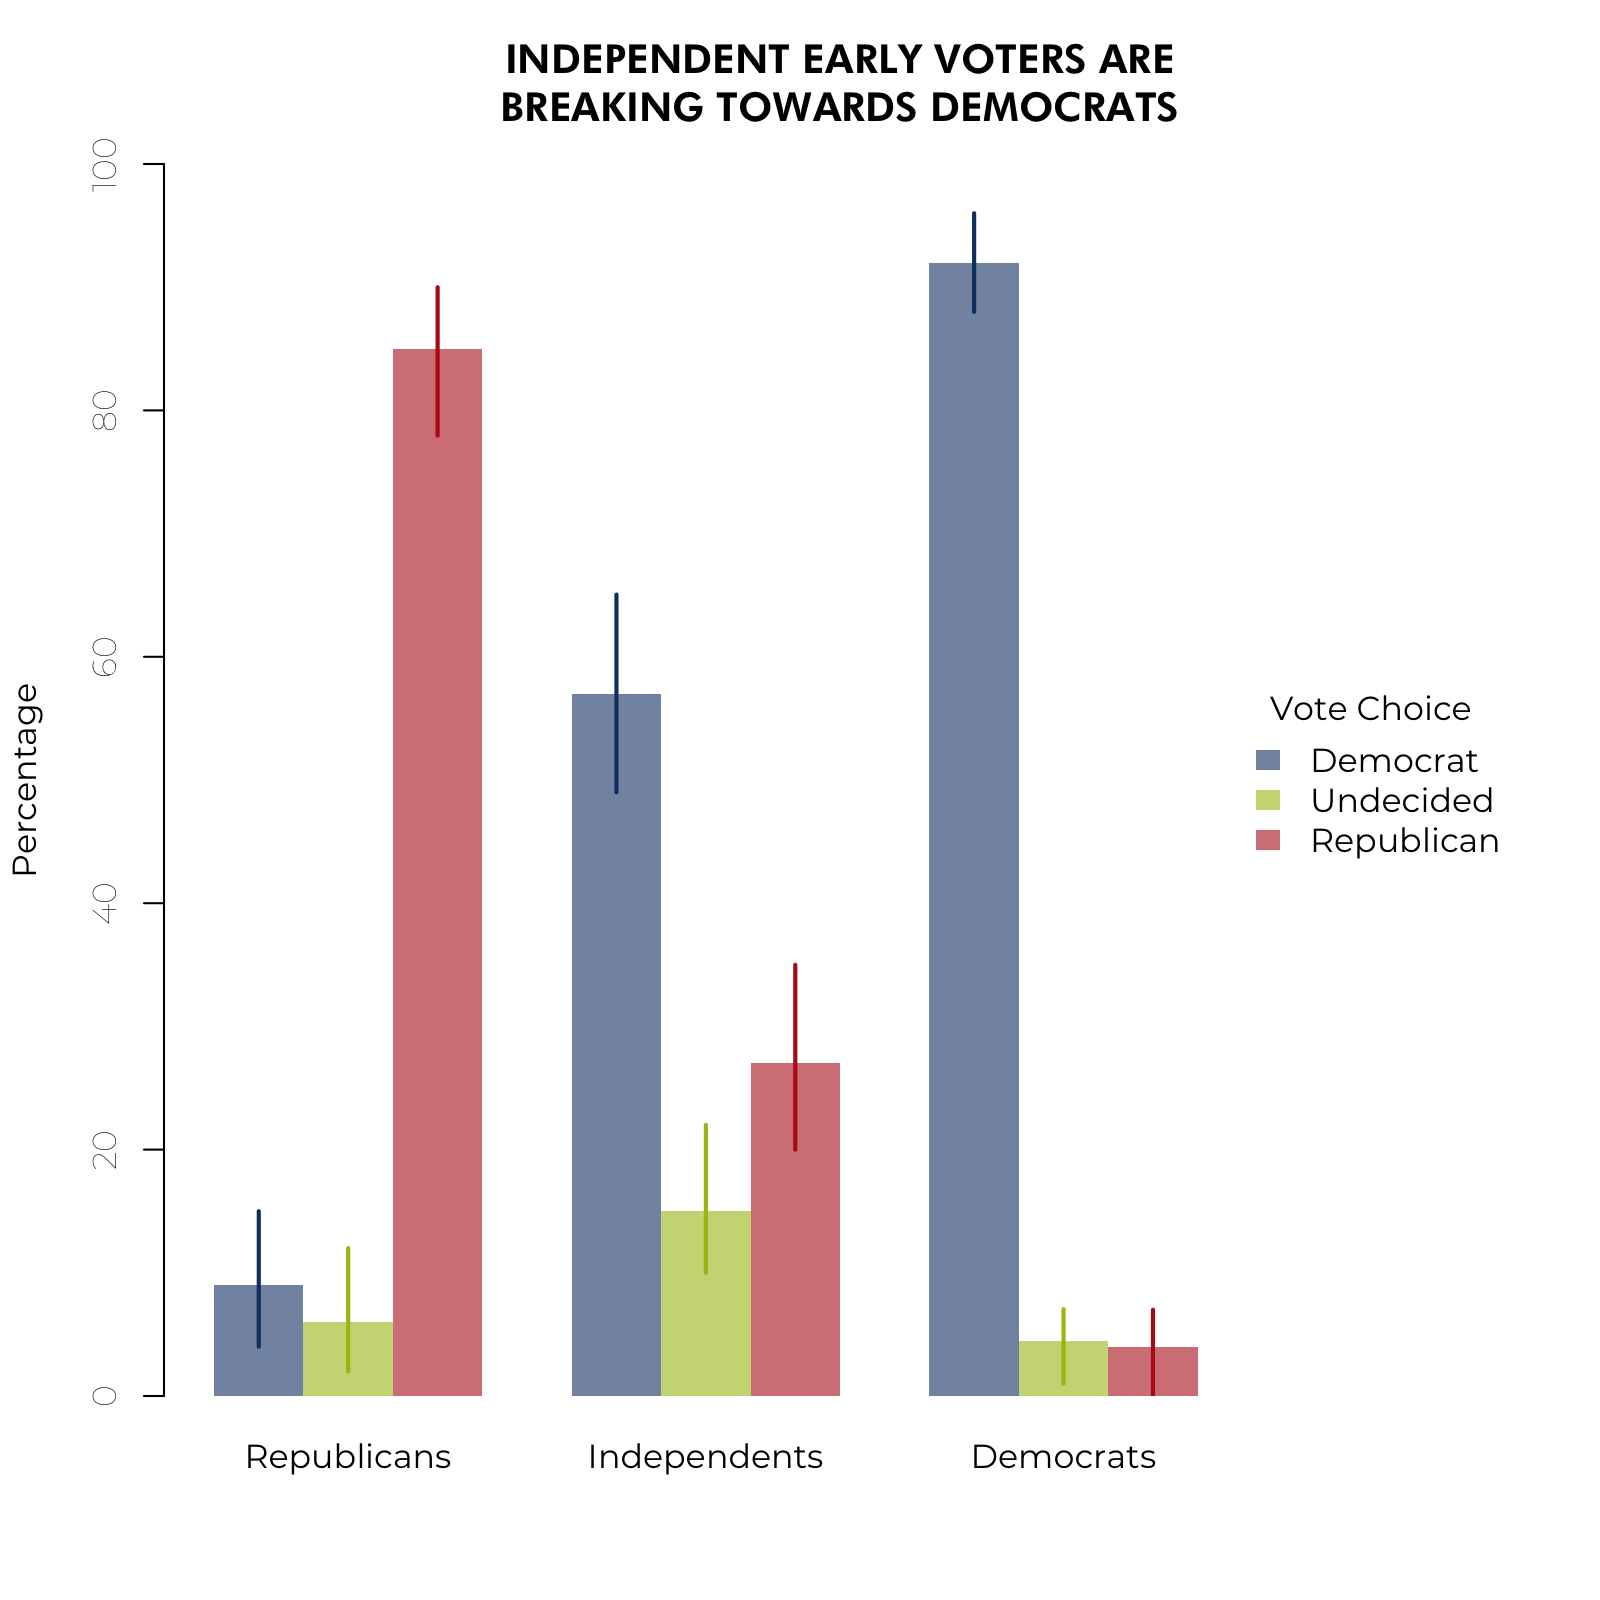 INDEPENDENT EARLY VOTERS ARE
BREAKING TOWARDS DEMOCRATS
100
80
60
40
20
0
Percentage
Vote Choice
Democrat
Undecided
Republican
Republicans
Independents
Democrats